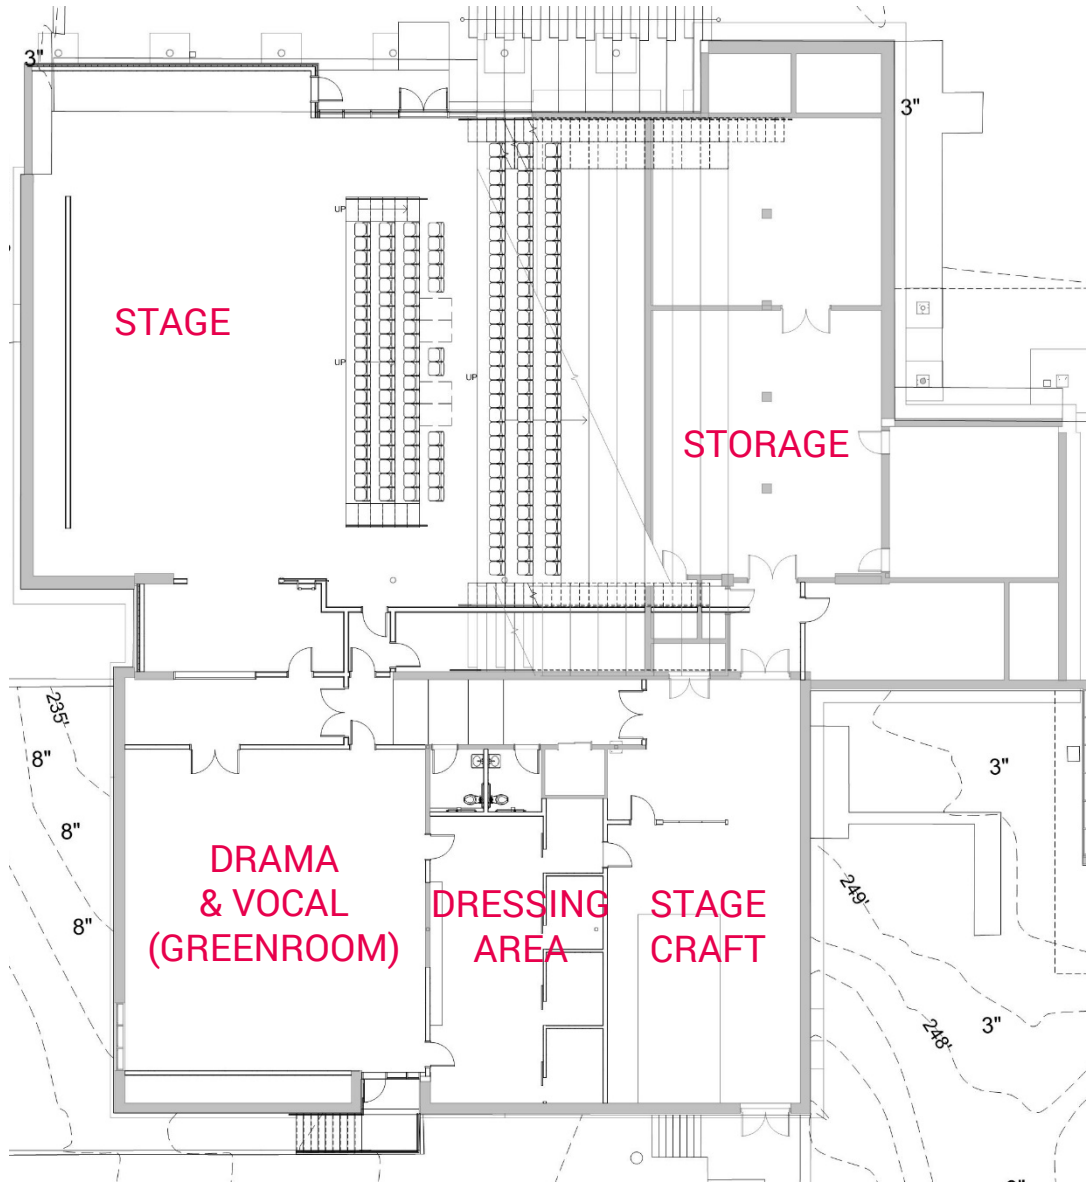 3"
3"
UP
STAGE
UP
UP
STORAGE
235'
8"
3"
8"
DRAMA
& VOCAL
(GREENROOM)
DRESSING
AREA
STAGE
CRAFT
249'
8"
3"
248'